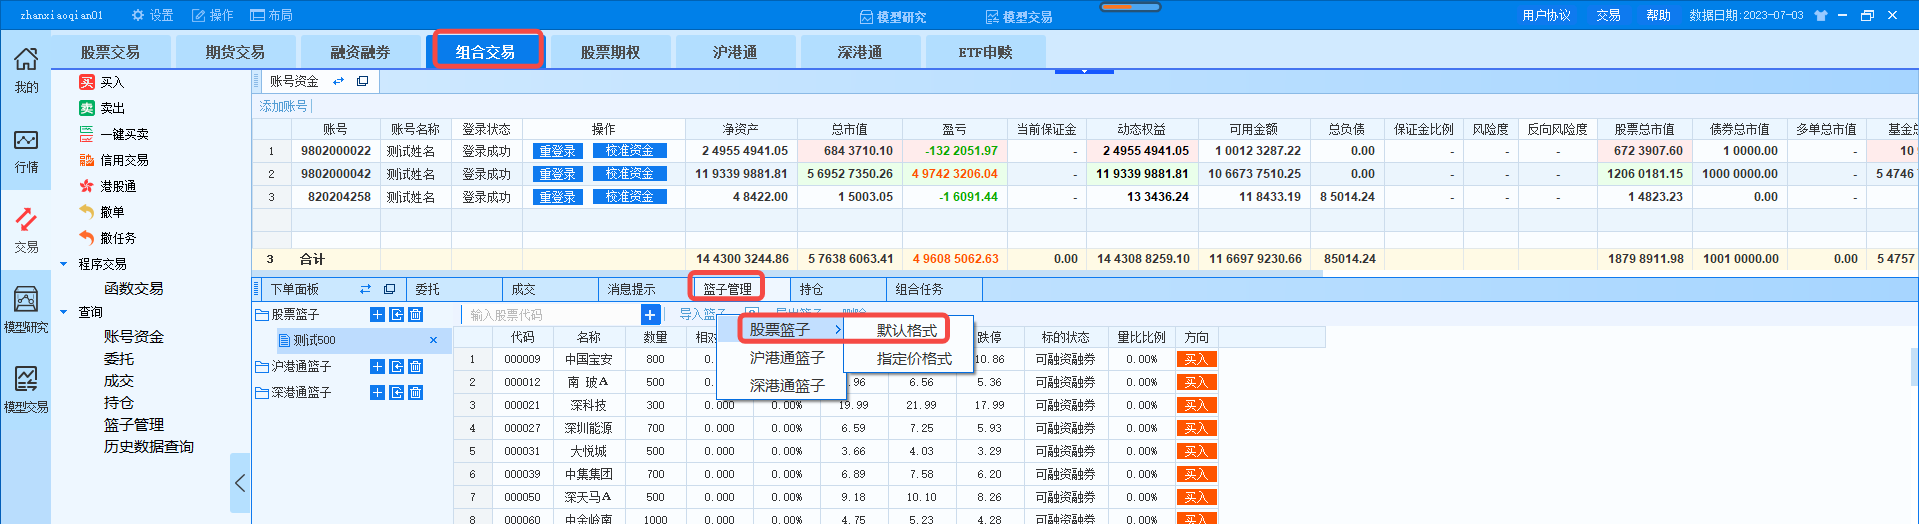 zhanxiaoqian01 设置 操作 布局 模型研究 模型交易 用户协议 交易 帮助 数据日期:2023-07-03
股票交易 期货交易 融资融券 组合交易 股票期权 沪港通 深港通 ETF申赎
我的
行情
交易
模型研究
模型交易
买 买入
卖 卖出
一键买卖
信用交易
港股通
撤单
撤任务
程序交易
函数交易
查询
账号资金
委托
成交
持仓
篮子管理
历史数据查询
账号资金
添加账号
账号 账号名称 登录状态 操作 净资产 总市值 盈亏 当前保证金 动态权益 可用金额 总负债 保证金比例 风险度 反向风险度 股票总市值 债券总市值 多单总市值 基金总
1 9802000022 测试姓名 登录成功 重登录 校准资金 2 4955 4941.05 684 3710.10 -132 2051.97 - 2 4955 4941.05 1 0012 3287.22 0.00 - - - 672 3907.60 1 0000.00 - 10
2 9802000042 测试姓名 登录成功 重登录 校准资金 11 9339 9881.81 5 6952 7350.26 4 9742 3206.04 - 11 9339 9881.81 10 6673 7510.25 0.00 - - - 1206 0181.15 1000 0000.00 - 5 4746
3 820204258 测试姓名 登录成功 重登录 校准资金 4 8422.00 1 5003.05 -1 6091.44 - 13 3436.24 11 8433.19 8 5014.24 - - - 1 4823.23 0.00 -
3 合计 14 4300 3244.86 5 7638 6063.41 4 9608 5062.63 0.00 14 4308 8259.10 11 6697 9230.66 85014.24 1879 8911.98 1001 0000.00 0.00 5 4757
下单面板 委托 成交 消息提示 篮子管理 持仓 组合任务
股票篮子
测试500
沪港通篮子
深港通篮子
输入股票代码 导入篮子
股票篮子
沪港通篮子
深港通篮子
默认格式
指定价格式
代码 名称 数量 相对 跌停 标的状态 量比比例 方向
1 000009 中国宝安 800 0. 10.86 可融资融券 0.00% 买入
2 000012 南 玻A 500 0. .96 6.56 5.36 可融资融券 0.00% 买入
3 000021 深科技 300 0.000 0.00% 19.99 21.99 17.99 可融资融券 0.00% 买入
4 000027 深圳能源 700 0.000 0.00% 6.59 7.25 5.93 可融资融券 0.00% 买入
5 000031 大悦城 500 0.000 0.00% 3.66 4.03 3.29 可融资融券 0.00% 买入
6 000039 中集集团 700 0.000 0.00% 6.89 7.58 6.20 可融资融券 0.00% 买入
7 000050 深天马A 500 0.000 0.00% 9.18 10.10 8.26 可融资融券 0.00% 买入
8 000060 中金岭南 1000 0.000 0.00% 4.75 5.23 4.28 可融资融券 0.00% 买入